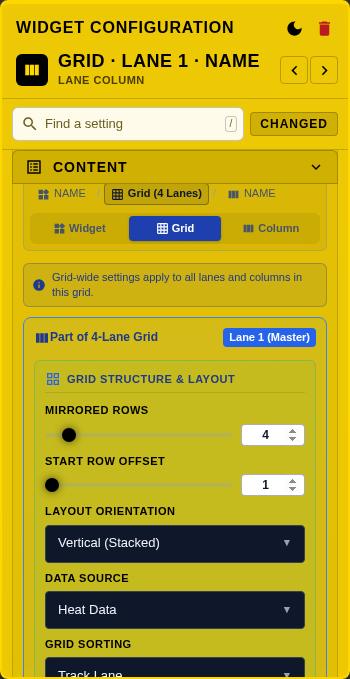 WIDGET CONFIGURATION
GRID · LANE 1 · NAME
LANE COLUMN
Find a setting
/
CHANGED
CONTENT
NAME / Grid (4 Lanes) / NAME
Widget Grid Column
Grid-wide settings apply to all lanes and columns in
this grid.
Part of 4-Lane Grid
Lane 1 (Master)
GRID STRUCTURE & LAYOUT
MIRRORED ROWS
4
START ROW OFFSET
1
LAYOUT ORIENTATION
Vertical (Stacked)
DATA SOURCE
Heat Data
GRID SORTING
Track Lane